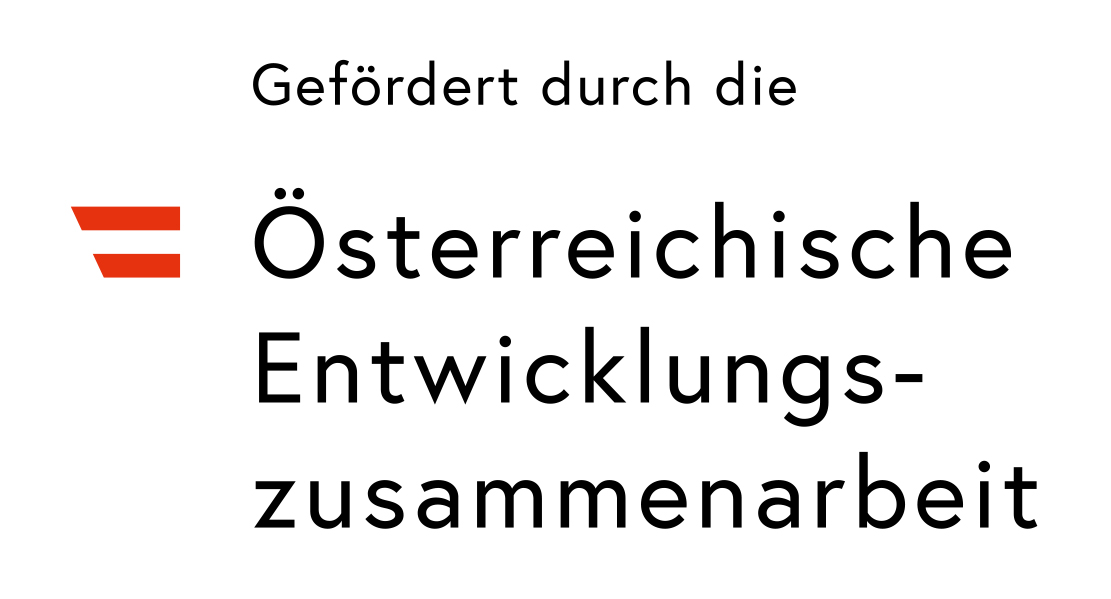 Gefördert durch die
Österreichische
Entwicklungs-
zusammenarbeit